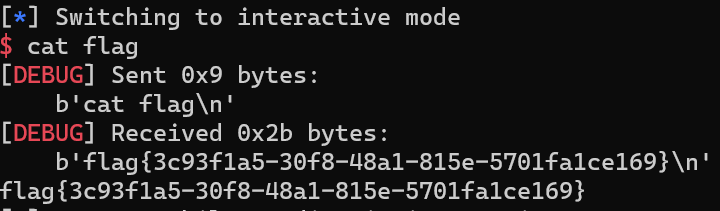 [*] Switching to interactive mode
$ cat flag
[DEBUG] Sent 0x9 bytes:
    b'cat flag\n'
[DEBUG] Received 0x2b bytes:
    b'flag{3c93f1a5-30f8-48a1-815e-5701fa1ce169}\n'
flag{3c93f1a5-30f8-48a1-815e-5701fa1ce169}